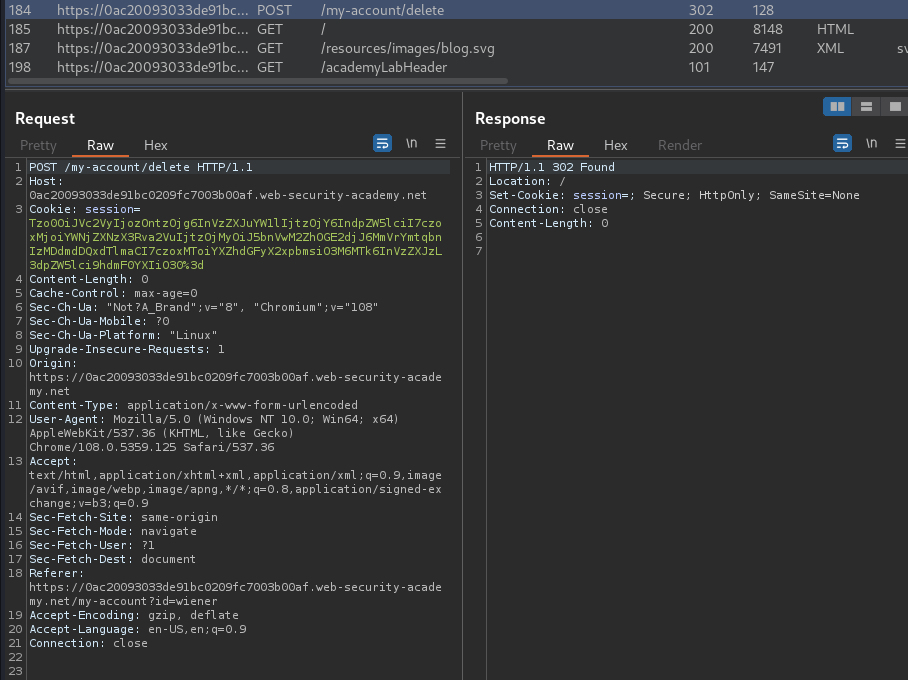 184 https://0ac20093033de91bc... POST /my-account/delete 302 128
185 https://0ac20093033de91bc... GET / 200 8148 HTML
187 https://0ac20093033de91bc... GET /resources/images/blog.svg 200 7491 XML sv
198 https://0ac20093033de91bc... GET /academyLabHeader 101 147
Request
Pretty Raw Hex \n
1 POST /my-account/delete HTTP/1.1
2 Host:
0ac20093033de91bc0209fc7003b00af.web-security-academy.net
3 Cookie: session=
Tzo0OiJVc2VyIjozOntzOjg6InVzZXJuYW1lIjtzOjY6IndpZW5lciI7czo
xMjoiYWNjZXNzX3Rva2VuIjtzOjMyOiJ5bnVwM2ZhOGE2djJ6MmVrYmtqbn
IzMDdmdDQxdTlmaCI7czoxMToiYXZhdGFyX2xpbmsiO3M6MTk6InVzZXJzL
3dpZW5lci9hdmF0YXIiO30%3d
4 Content-Length: 0
5 Cache-Control: max-age=0
6 Sec-Ch-Ua: "Not?A_Brand";v="8", "Chromium";v="108"
7 Sec-Ch-Ua-Mobile: ?0
8 Sec-Ch-Ua-Platform: "Linux"
9 Upgrade-Insecure-Requests: 1
10 Origin:
https://0ac20093033de91bc0209fc7003b00af.web-security-acade
my.net
11 Content-Type: application/x-www-form-urlencoded
12 User-Agent: Mozilla/5.0 (Windows NT 10.0; Win64; x64)
AppleWebKit/537.36 (KHTML, like Gecko)
Chrome/108.0.5359.125 Safari/537.36
13 Accept:
text/html,application/xhtml+xml,application/xml;q=0.9,image
/avif,image/webp,image/apng,*/*;q=0.8,application/signed-ex
change;v=b3;q=0.9
14 Sec-Fetch-Site: same-origin
15 Sec-Fetch-Mode: navigate
16 Sec-Fetch-User: ?1
17 Sec-Fetch-Dest: document
18 Referer:
https://0ac20093033de91bc0209fc7003b00af.web-security-acade
my.net/my-account?id=wiener
19 Accept-Encoding: gzip, deflate
20 Accept-Language: en-US,en;q=0.9
21 Connection: close
22
23
Response
Pretty Raw Hex Render \n
1 HTTP/1.1 302 Found
2 Location: /
3 Set-Cookie: session=; Secure; HttpOnly; SameSite=None
4 Connection: close
5 Content-Length: 0
6
7